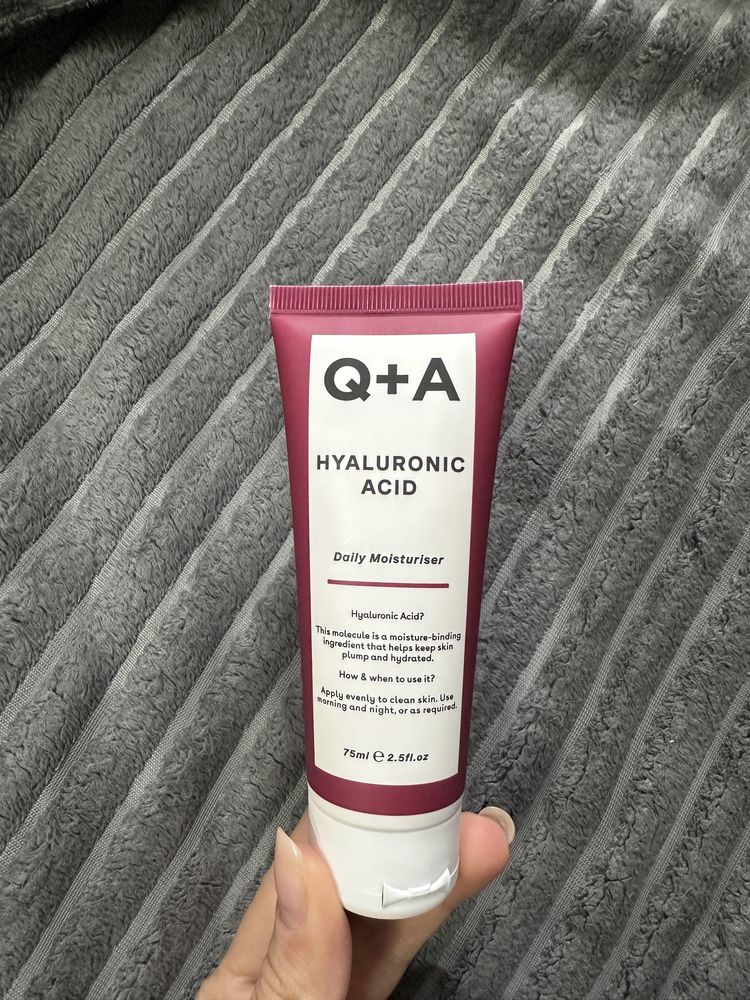 Q+A
HYALURONIC
ACID
Daily Moisturiser
Hyaluronic Acid?
This molecule is a moisture-binding
ingredient that helps keep skin
plump and hydrated.
How & when to use it?
Apply evenly to clean skin. Use
morning and night, or as required.
75ml ℮ 2.5fl.oz